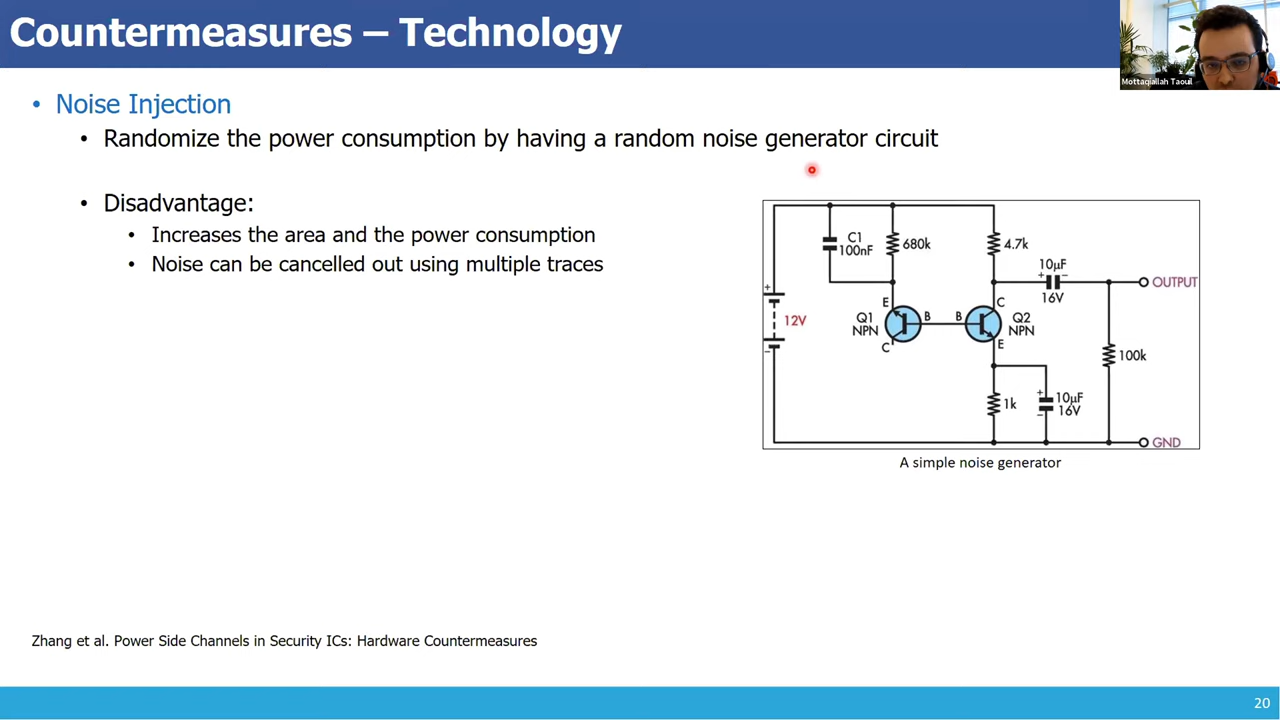 Countermeasures – Technology
Mottaqiallah Taouil
• Noise Injection
• Randomize the power consumption by having a random noise generator circuit
• Disadvantage:
• Increases the area and the power consumption
• Noise can be cancelled out using multiple traces
C1
100nF
680k
4.7k
10µF
+ −
16V
OUTPUT
E
C
Q1
NPN
B
B
Q2
NPN
+
12V
−
C
E
100k
1k
+
10µF
16V
−
GND
A simple noise generator
Zhang et al. Power Side Channels in Security ICs: Hardware Countermeasures
20